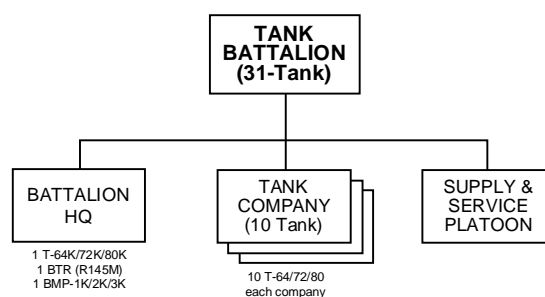 TANK
BATTALION
(31-Tank)
BATTALION
HQ
1 T-64K/72K/80K
1 BTR (R145M)
1 BMP-1K/2K/3K
TANK
COMPANY
(10 Tank)
10 T-64/72/80
each company
SUPPLY &
SERVICE
PLATOON